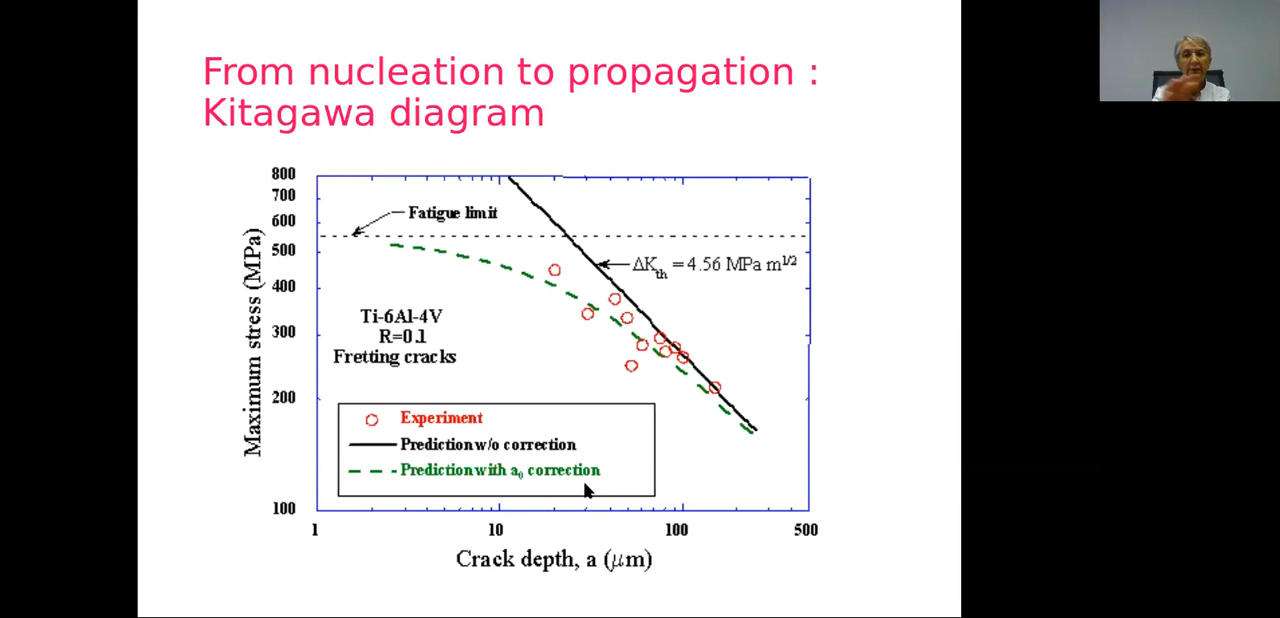 From nucleation to propagation :
Kitagawa diagram
800
700
600
500
400
300
200
100
Maximum stress (MPa)
Fatigue limit
ΔKth = 4.56 MPa m1/2
Ti-6Al-4V
R=0.1
Fretting cracks
Experiment
Prediction w/o correction
Prediction with a0 correction
1
10
100
500
Crack depth, a (μm)